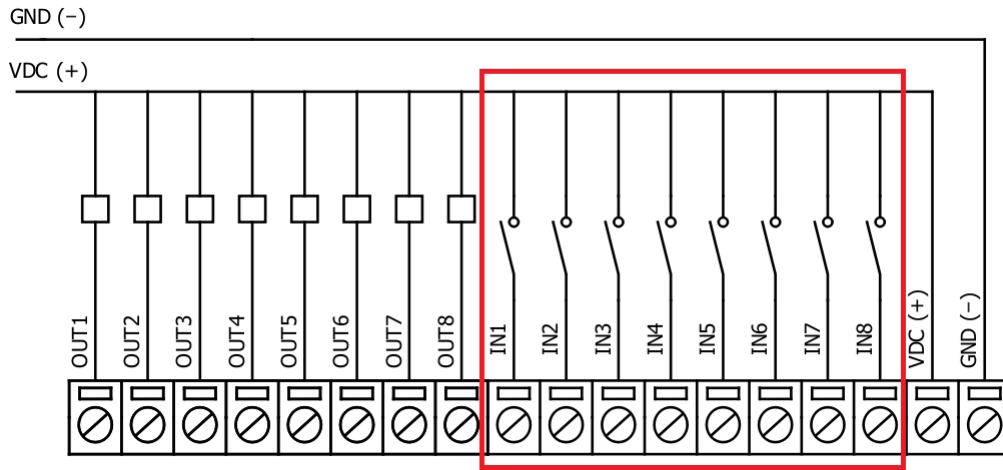 GND (−)
VDC (+)
OUT1
OUT2
OUT3
OUT4
OUT5
OUT6
OUT7
OUT8
IN1
IN2
IN3
IN4
IN5
IN6
IN7
IN8
VDC (+)
GND (−)